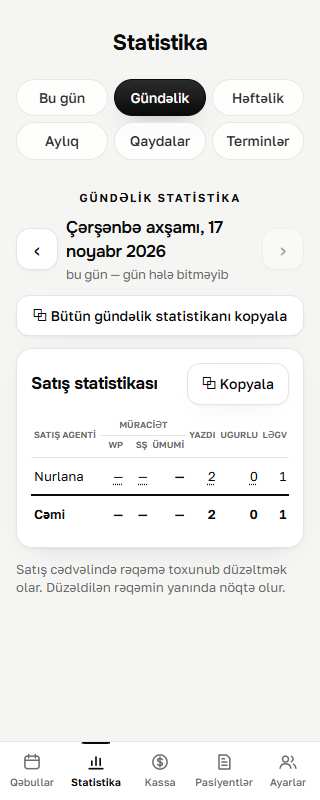 Statistika
Bu gün Gündəlik Həftəlik
Aylıq Qaydalar Terminlər
GÜNDƏLİK STATİSTİKA
‹ Çərşənbə axşamı, 17 ›
noyabr 2026
bu gün — gün hələ bitməyib
Bütün gündəlik statistikanı kopyala
Satış statistikası Kopyala
SATIŞ AGENTİ MÜRACİƏT YAZDI UGURLU LƏGV
WP SŞ ÜMUMİ
Nurlana — — — 2 0 1
Cəmi — — — 2 0 1
Satış cədvəlində rəqəmə toxunub düzəltmək
olar. Düzəldilən rəqəmin yanında nöqtə olur.
Qəbullar Statistika Kassa Pasiyentlər Ayarlar